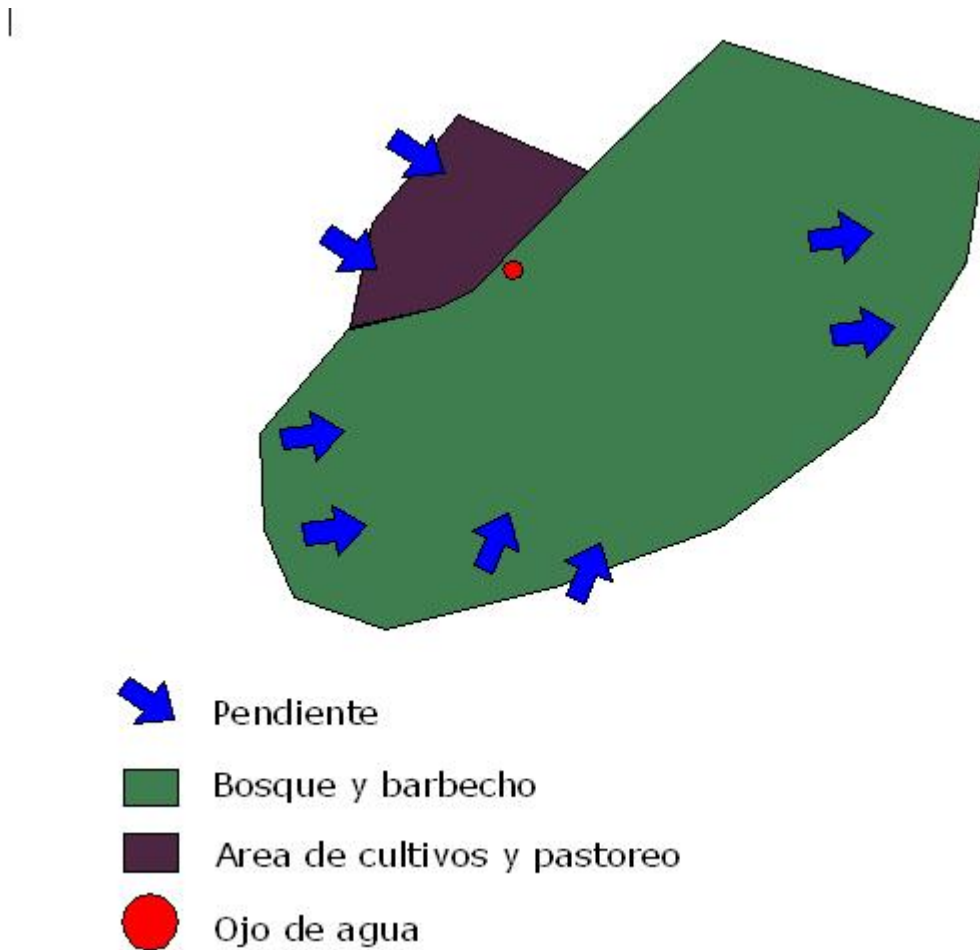 Pendiente
Bosque y barbecho
Area de cultivos y pastoreo
Ojo de agua